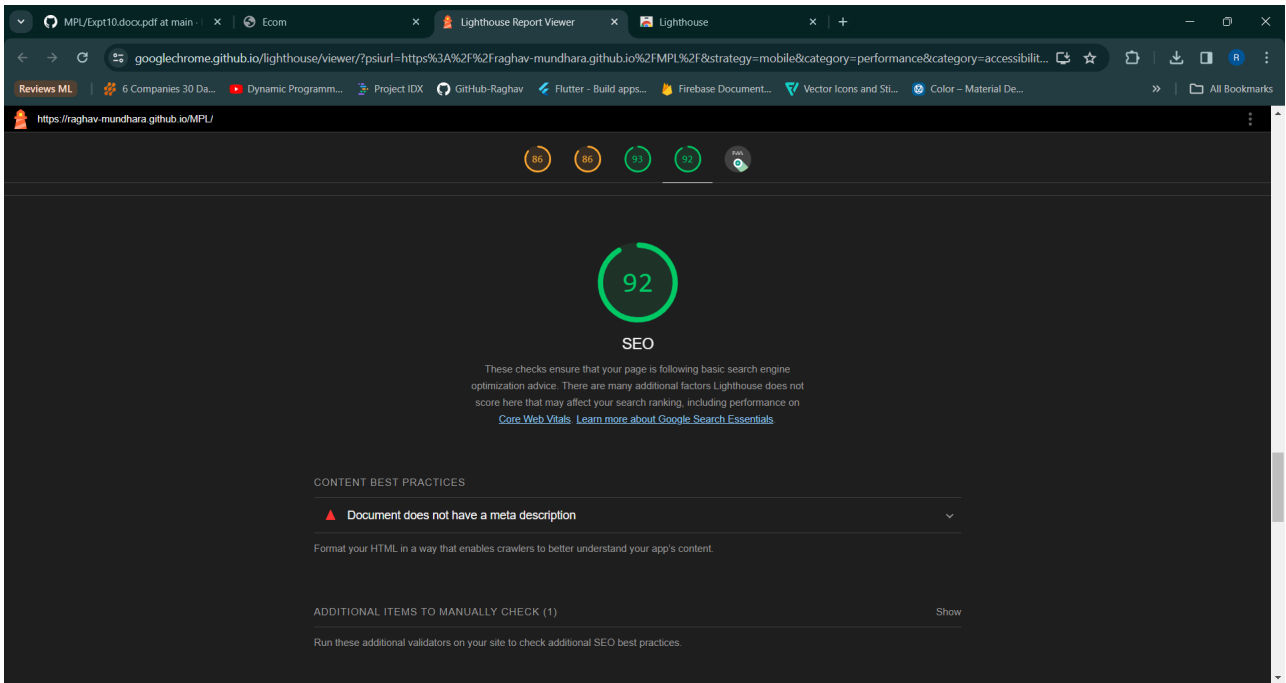 MPL/Expt10.docx.pdf at main ·
Ecom
Lighthouse Report Viewer
Lighthouse
googlechrome.github.io/lighthouse/viewer/?psiurl=https%3A%2F%2Fraghav-mundhara.github.io%2FMPL%2F&strategy=mobile&category=performance&category=accessibilit...
R
Reviews ML
6 Companies 30 Da...
Dynamic Programm...
Project IDX
GitHub-Raghav
Flutter - Build apps...
Firebase Document...
Vector Icons and Sti...
Color – Material De...
»
All Bookmarks
https://raghav-mundhara.github.io/MPL/
86
86
93
92
PWA
92
SEO
These checks ensure that your page is following basic search engine
optimization advice. There are many additional factors Lighthouse does not
score here that may affect your search ranking, including performance on
Core Web Vitals. Learn more about Google Search Essentials.
CONTENT BEST PRACTICES
Document does not have a meta description
Format your HTML in a way that enables crawlers to better understand your app's content.
ADDITIONAL ITEMS TO MANUALLY CHECK (1)
Show
Run these additional validators on your site to check additional SEO best practices.